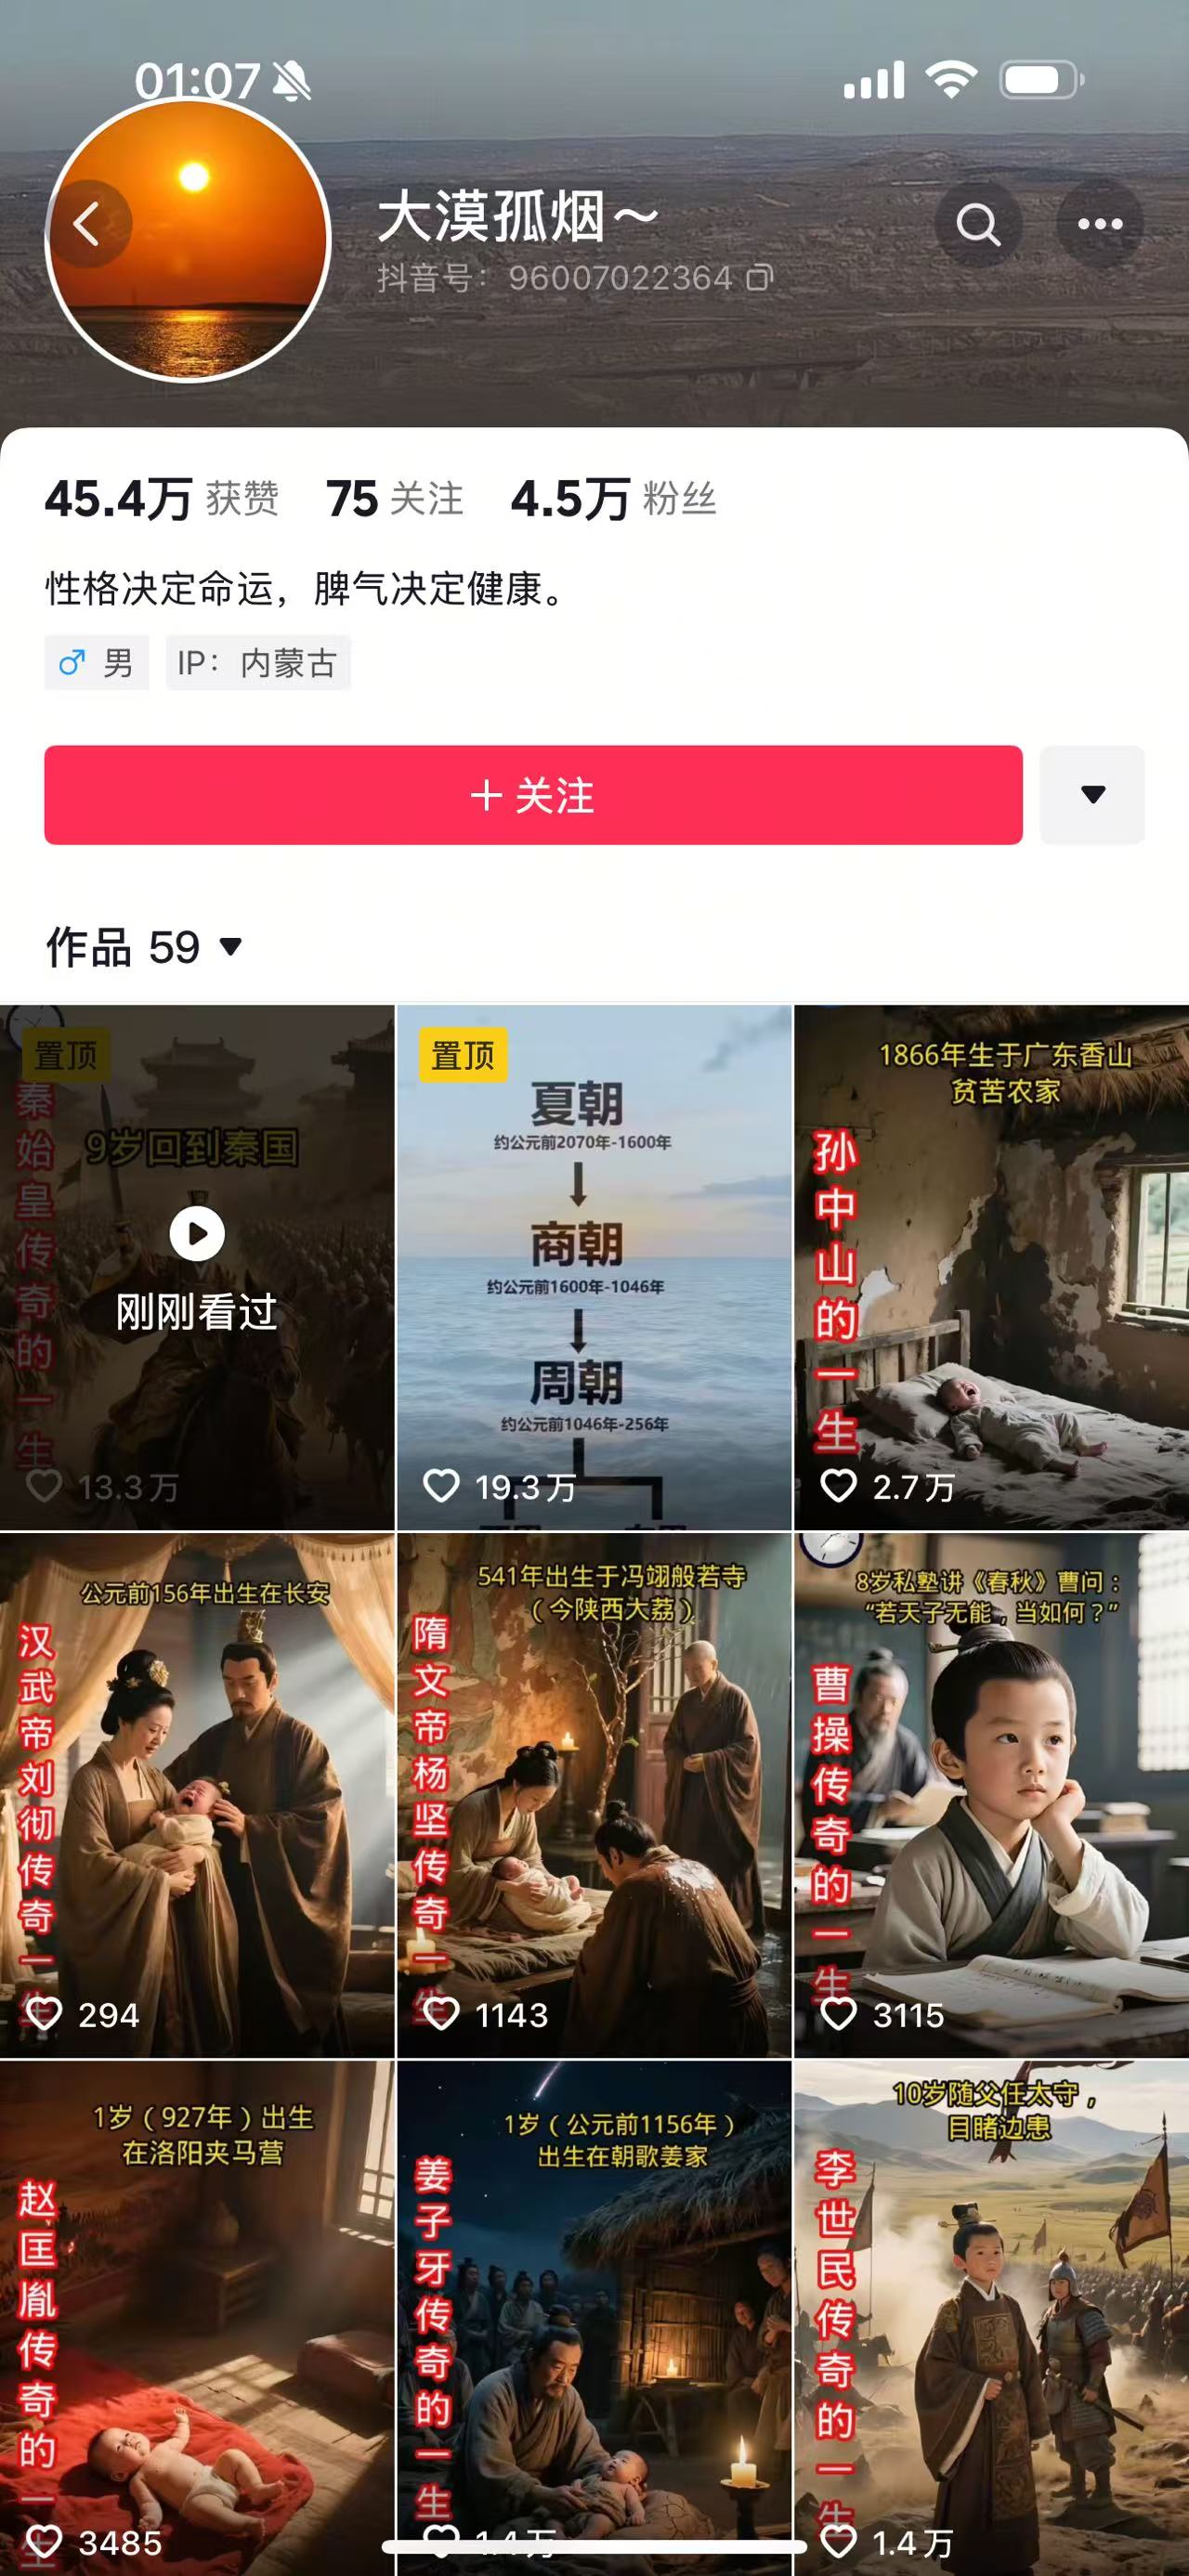 01:07
大漠孤烟～
抖音号：96007022364
45.4万 获赞 75 关注 4.5万 粉丝
性格决定命运，脾气决定健康。
男 IP：内蒙古
关注
作品 59
置顶
秦始皇传奇的一生
9岁回到秦国
刚刚看过
13.3万
置顶
夏朝
约公元前2070年-1600年
商朝
约公元前1600年-1046年
周朝
约公元前1046年-256年
19.3万
1866年生于广东香山
贫苦农家
孙中山的一生
2.7万
公元前156年出生在长安
汉武帝刘彻传奇一生
294
541年出生于冯翊般若寺
（今陕西大荔）
隋文帝杨坚传奇一生
1143
8岁私塾讲《春秋》曹问：
“若天子无能，当如何？”
曹操传奇的一生
3115
1岁（927年）出生
在洛阳夹马营
赵匡胤传奇的一生
3485
1岁（公元前1156年）
出生在朝歌姜家
姜子牙传奇的一生
1.4万
10岁随父任太守，
目睹边患
李世民传奇的一生
1.4万